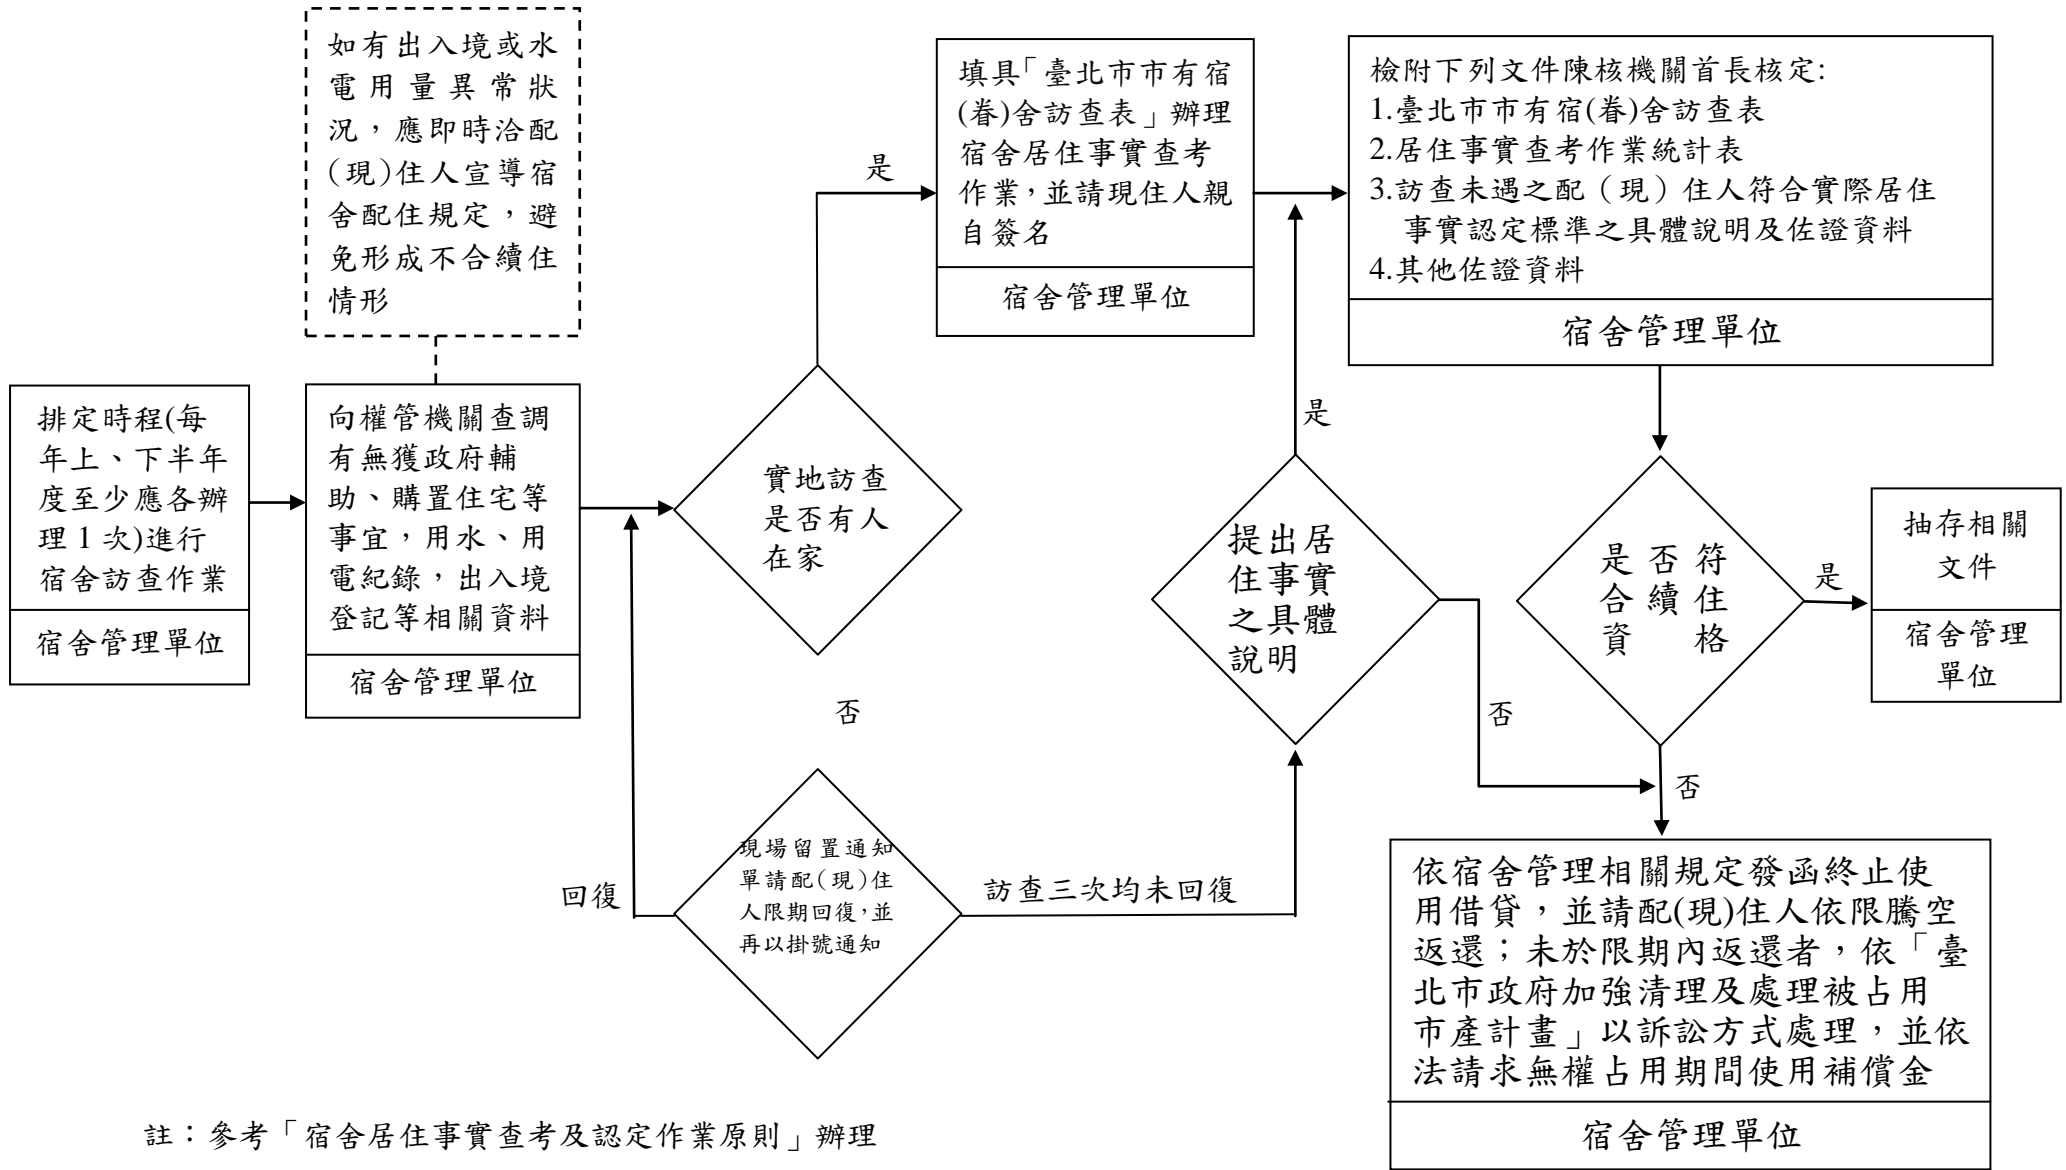 如有出入境或水
電用量異常狀
況，應即時洽配
(現)住人宣導宿
舍配住規定，避
免形成不合續住
情形
排定時程(每
年上、下半年
度至少應各辦
理 1 次)進行
宿舍訪查作業
宿舍管理單位
向權管機關查調
有無獲政府輔
助、購置住宅等
事宜，用水、用
電紀錄，出入境
登記等相關資料
宿舍管理單位
實地訪查
是否有人
在家
是
否
填具「臺北市市有宿
(眷)舍訪查表」辦理
宿舍居住事實查考
作業，並請現住人親
自簽名
宿舍管理單位
現場留置通知
單請配(現)住
人限期回復，並
再以掛號通知
回復
訪查三次均未回復
提出居
住事實
之具體
說明
是
否
檢附下列文件陳核機關首長核定:
1.臺北市市有宿(眷)舍訪查表
2.居住事實查考作業統計表
3.訪查未遇之配（現）住人符合實際居住
事實認定標準之具體說明及佐證資料
4.其他佐證資料
宿舍管理單位
是否符
合續住
資格
是
否
抽存相關
文件
宿舍管理
單位
依宿舍管理相關規定發函終止使
用借貸，並請配(現)住人依限騰空
返還；未於限期內返還者，依「臺
北市政府加強清理及處理被占用
市產計畫」以訴訟方式處理，並依
法請求無權占用期間使用補償金
宿舍管理單位
註：參考「宿舍居住事實查考及認定作業原則」辦理